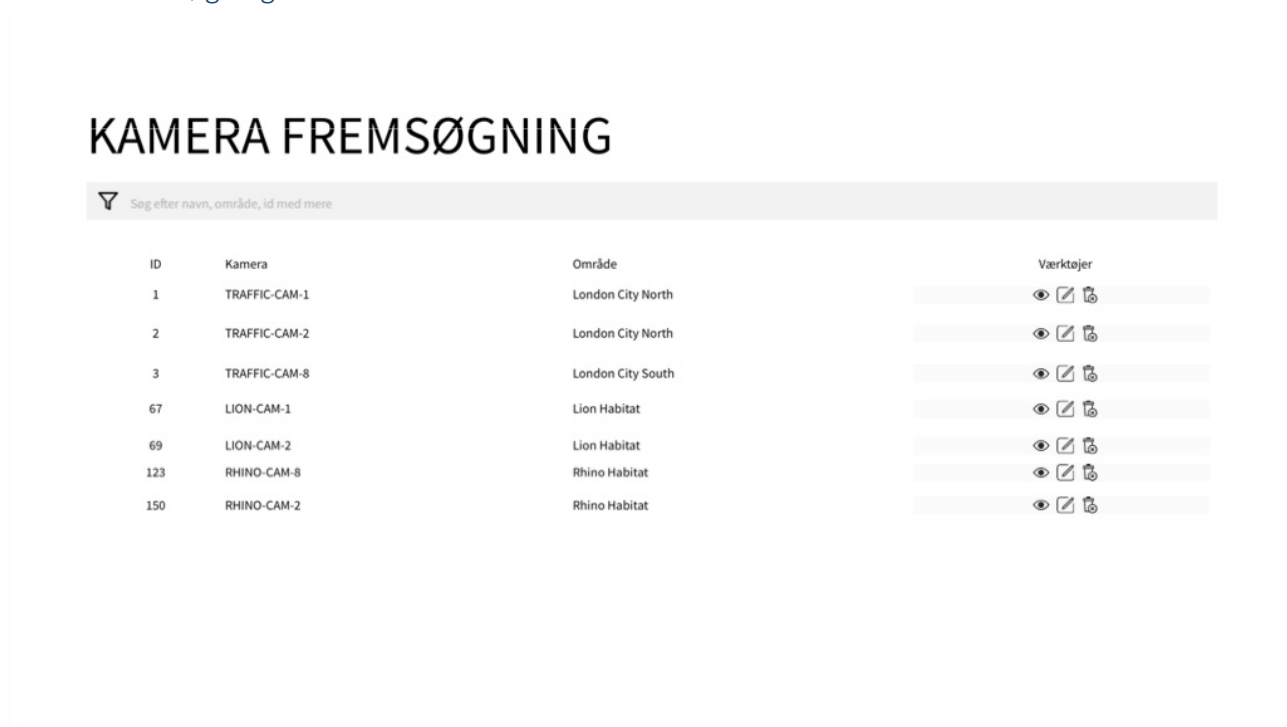 KAMERA FREMSØGNING
Søg efter navn, område, id med mere
ID Kamera Område Værktøjer
1 TRAFFIC-CAM-1 London City North
2 TRAFFIC-CAM-2 London City North
3 TRAFFIC-CAM-8 London City South
67 LION-CAM-1 Lion Habitat
69 LION-CAM-2 Lion Habitat
123 RHINO-CAM-8 Rhino Habitat
150 RHINO-CAM-2 Rhino Habitat